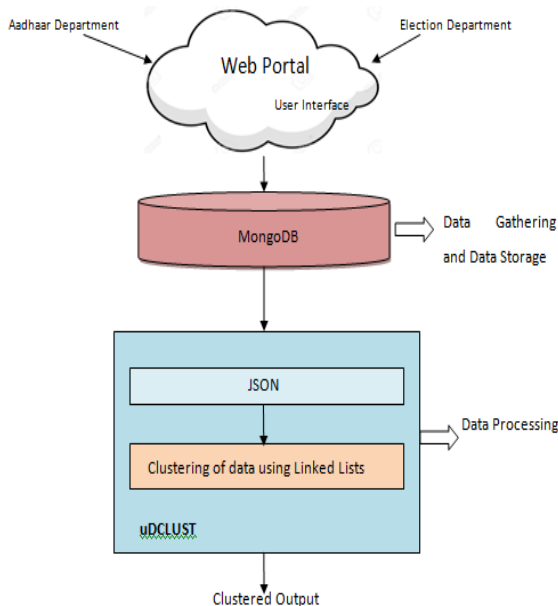 Aadhaar Department
Election Department
Web Portal
User Interface
MongoDB
Data Gathering
and Data Storage
JSON
Data Processing
Clustering of data using Linked Lists
uDCLUST
Clustered Output